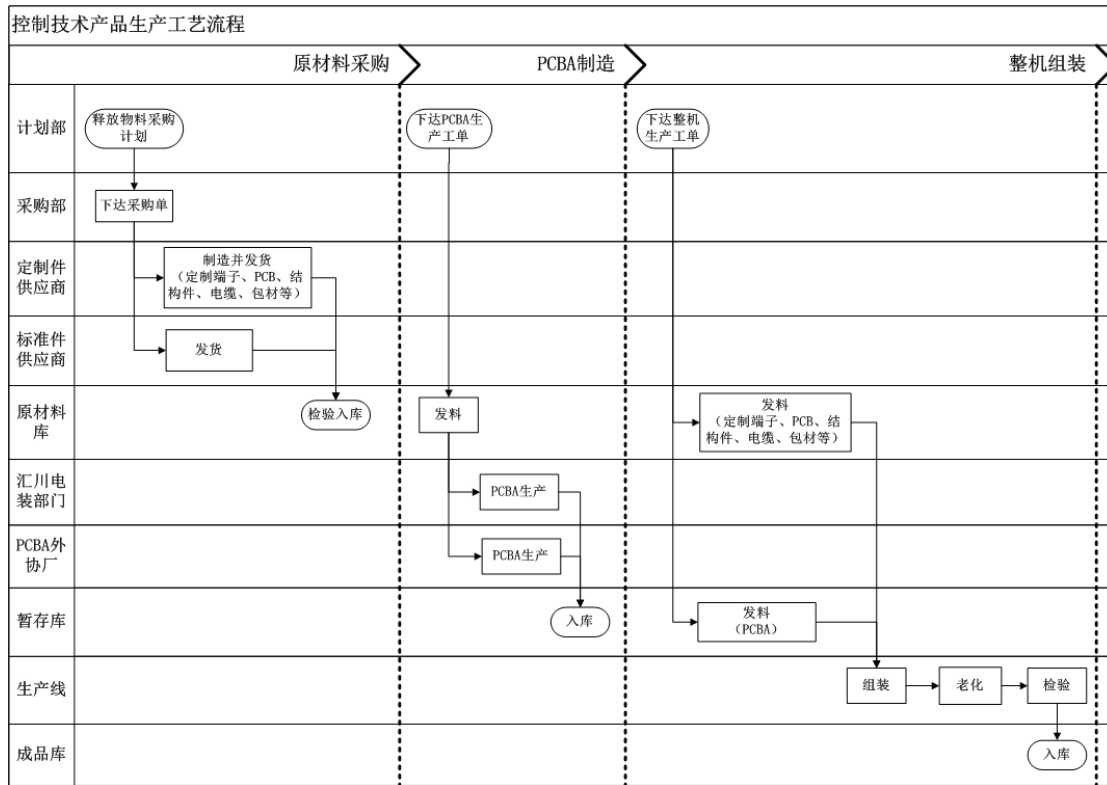 控制技术产品生产工艺流程
原材料采购
PCBA制造
整机组装
计划部
释放物料采购
计划
下达PCBA生
产工单
下达整机
生产工单
采购部
下达采购单
定制件
供应商
制造并发货
（定制端子、PCB、结
构件、电缆、包材等）
标准件
供应商
发货
原材料
库
检验入库
发料
发料
（定制端子、PCB、结
构件、电缆、包材等）
汇川电
装部门
PCBA生产
PCBA外
协厂
PCBA生产
暂存库
入库
发料
（PCBA）
生产线
组装
老化
检验
成品库
入库